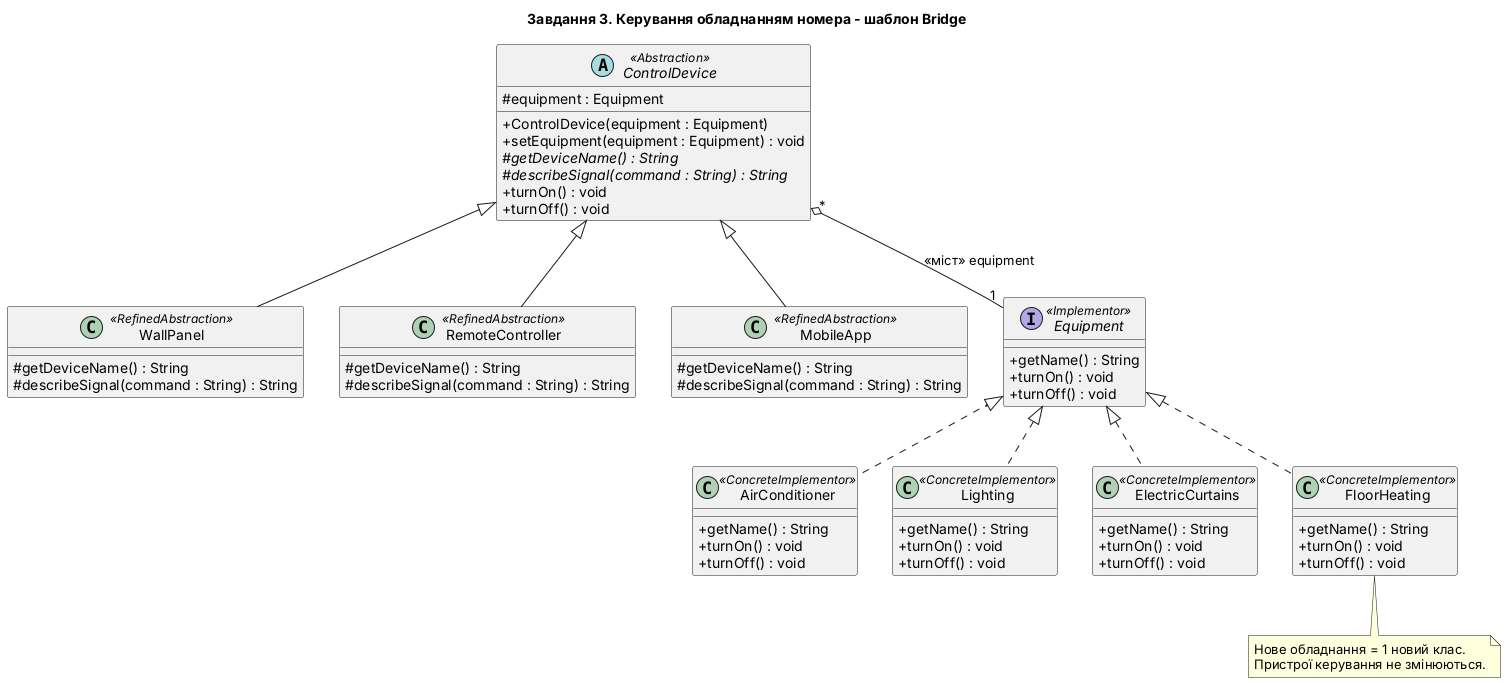 Завдання 3. Керування обладнанням номера - шаблон Bridge
A
«Abstraction»
ControlDevice
#equipment : Equipment
+ControlDevice(equipment : Equipment)
+setEquipment(equipment : Equipment) : void
#getDeviceName() : String
#describeSignal(command : String) : String
+turnOn() : void
+turnOff() : void
*
«міст» equipment
1
C
«RefinedAbstraction»
WallPanel
#getDeviceName() : String
#describeSignal(command : String) : String
C
«RefinedAbstraction»
RemoteController
#getDeviceName() : String
#describeSignal(command : String) : String
C
«RefinedAbstraction»
MobileApp
#getDeviceName() : String
#describeSignal(command : String) : String
I
«Implementor»
Equipment
+getName() : String
+turnOn() : void
+turnOff() : void
C
«ConcreteImplementor»
AirConditioner
+getName() : String
+turnOn() : void
+turnOff() : void
C
«ConcreteImplementor»
Lighting
+getName() : String
+turnOn() : void
+turnOff() : void
C
«ConcreteImplementor»
ElectricCurtains
+getName() : String
+turnOn() : void
+turnOff() : void
C
«ConcreteImplementor»
FloorHeating
+getName() : String
+turnOn() : void
+turnOff() : void
Нове обладнання = 1 новий клас.
Пристрої керування не змінюються.